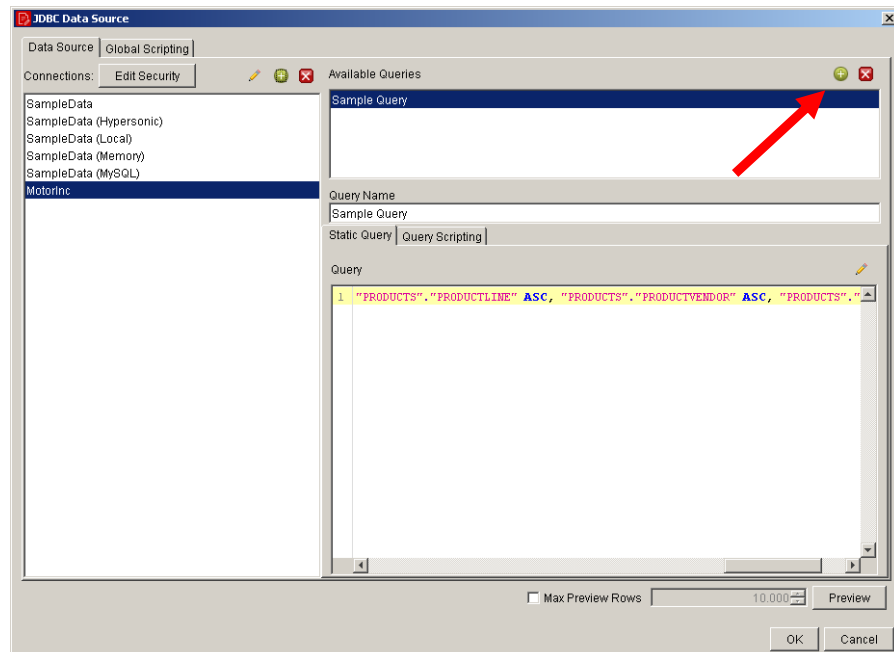 JDBC Data Source
Data Source Global Scripting
Connections: Edit Security
SampleData
SampleData (Hypersonic)
SampleData (Local)
SampleData (Memory)
SampleData (MySQL)
MotorInc
Available Queries
Sample Query
Query Name
Sample Query
Static Query Query Scripting
Query
1 "PRODUCTS"."PRODUCTLINE" ASC, "PRODUCTS"."PRODUCTVENDOR" ASC, "PRODUCTS"."
Max Preview Rows 10.000 Preview
OK Cancel